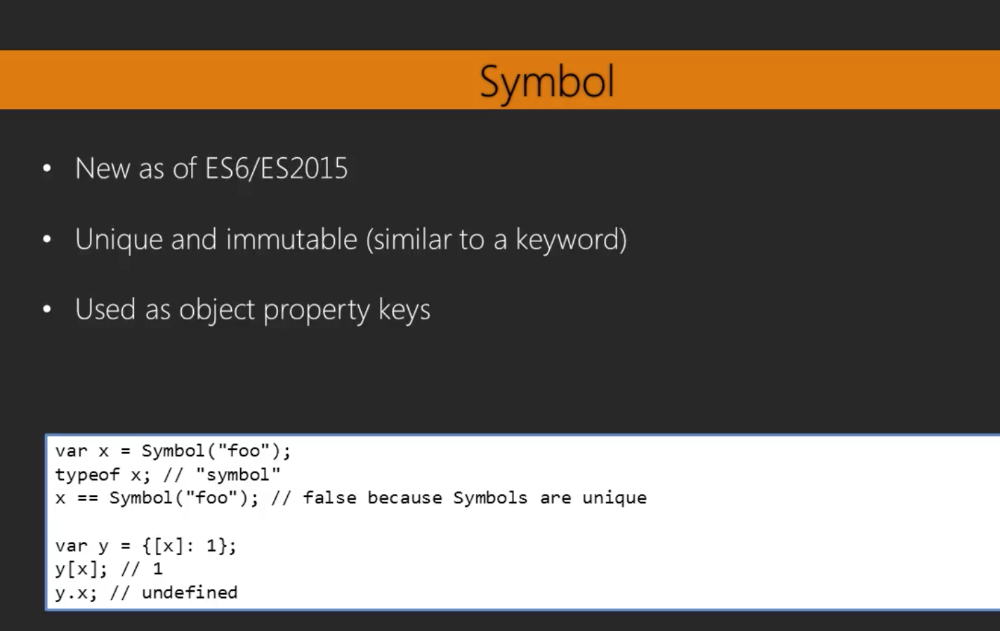 Symbol
• New as of ES6/ES2015
• Unique and immutable (similar to a keyword)
• Used as object property keys
var x = Symbol("foo");
typeof x; // "symbol"
x == Symbol("foo"); // false because Symbols are unique
var y = {[x]: 1};
y[x]; // 1
y.x; // undefined